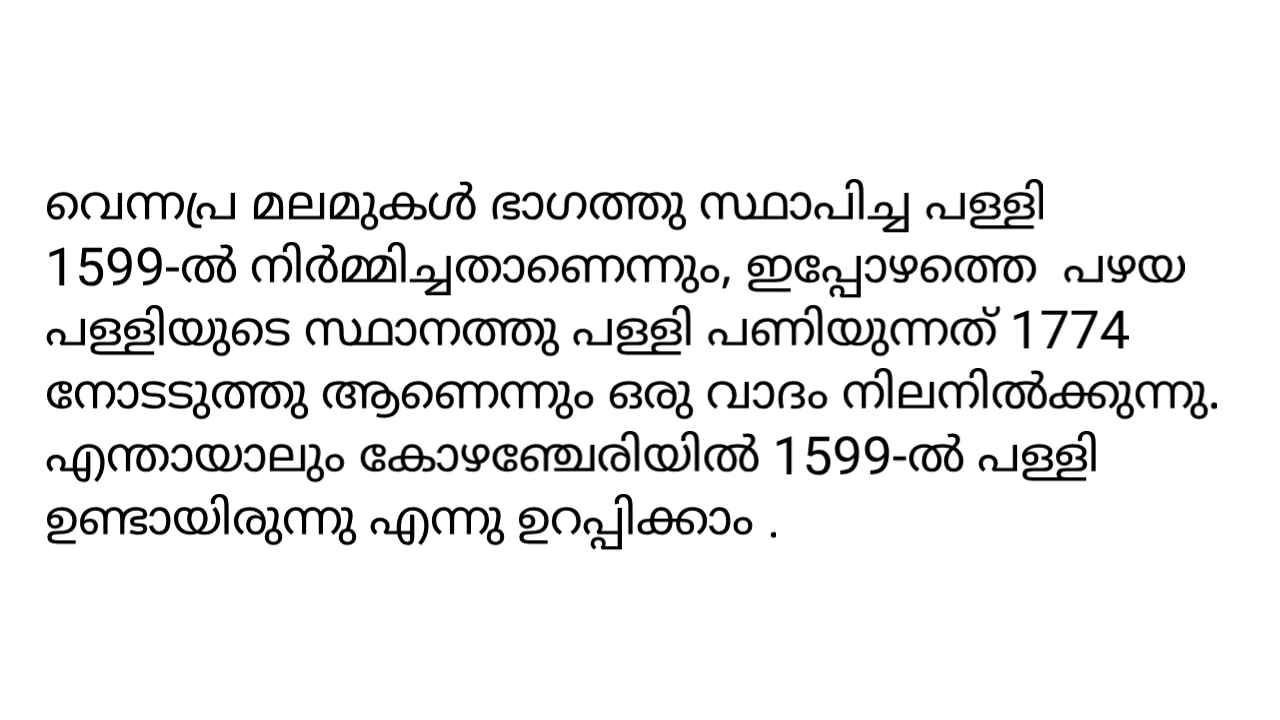 വെന്നപ്ര മലമുകൾ ഭാഗത്തു സ്ഥാപിച്ച പള്ളി
1599-ൽ നിർമ്മിച്ചതാണെന്നും, ഇപ്പോഴത്തെ  പഴയ
പള്ളിയുടെ സ്ഥാനത്തു പള്ളി പണിയുന്നത് 1774
നോടടുത്തു ആണെന്നും ഒരു വാദം നിലനിൽക്കുന്നു.
എന്തായാലും കോഴഞ്ചേരിയിൽ 1599-ൽ പള്ളി
ഉണ്ടായിരുന്നു എന്നു ഉറപ്പിക്കാം .